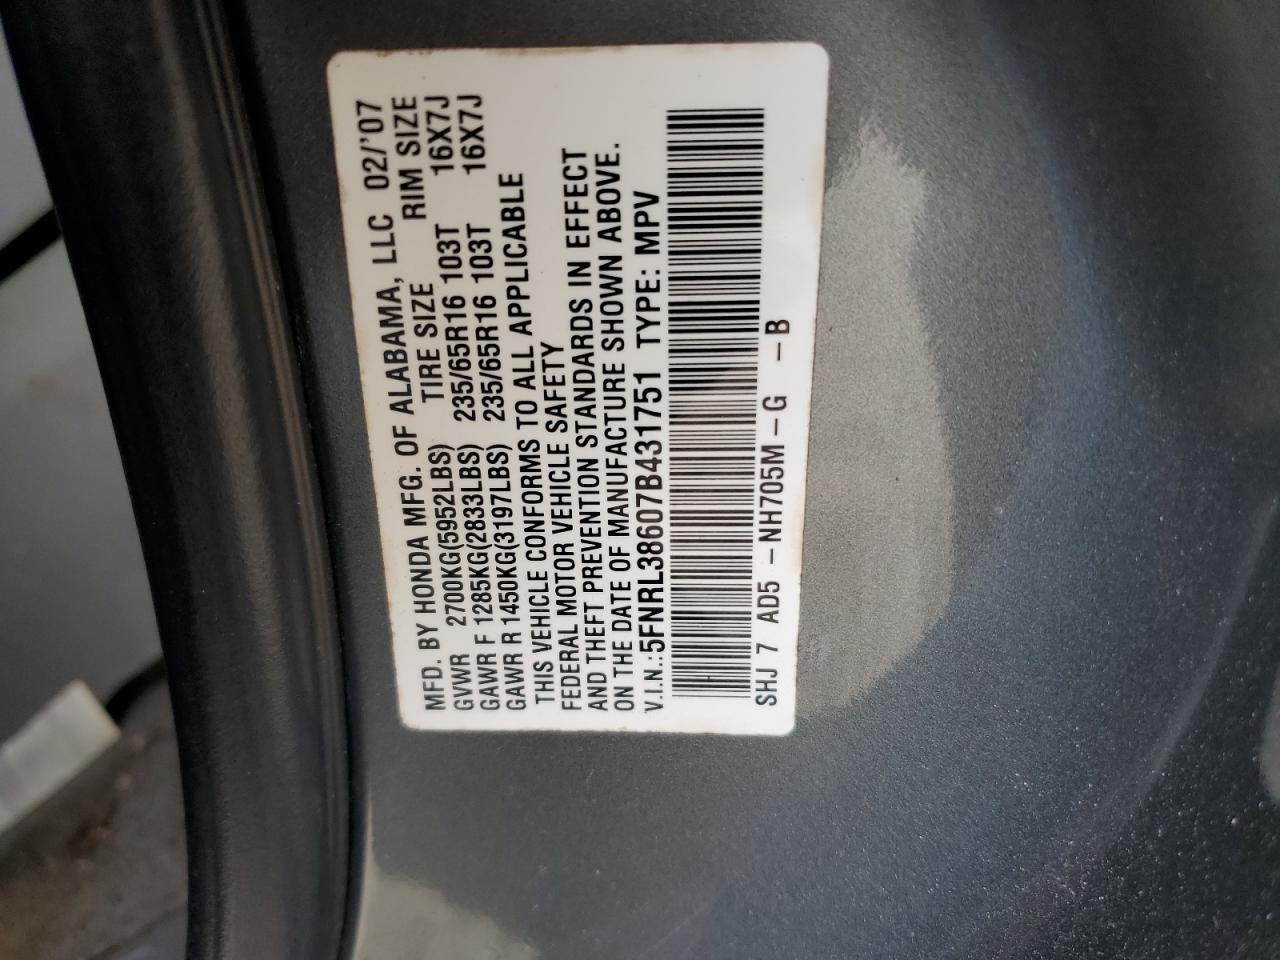 MFD. BY HONDA MFG. OF ALABAMA, LLC 02/'07
GVWR 2700KG(5952LBS) TIRE SIZE RIM SIZE
GAWR F 1285KG(2833LBS) 235/65R16 103T 16X7J
GAWR R 1450KG(3197LBS) 235/65R16 103T 16X7J
THIS VEHICLE CONFORMS TO ALL APPLICABLE
FEDERAL MOTOR VEHICLE SAFETY
AND THEFT PREVENTION STANDARDS IN EFFECT
ON THE DATE OF MANUFACTURE SHOWN ABOVE.
V.I.N.: 5FNRL38607B431751 TYPE: MPV
SHJ 7 AD5 -NH705M-G -B